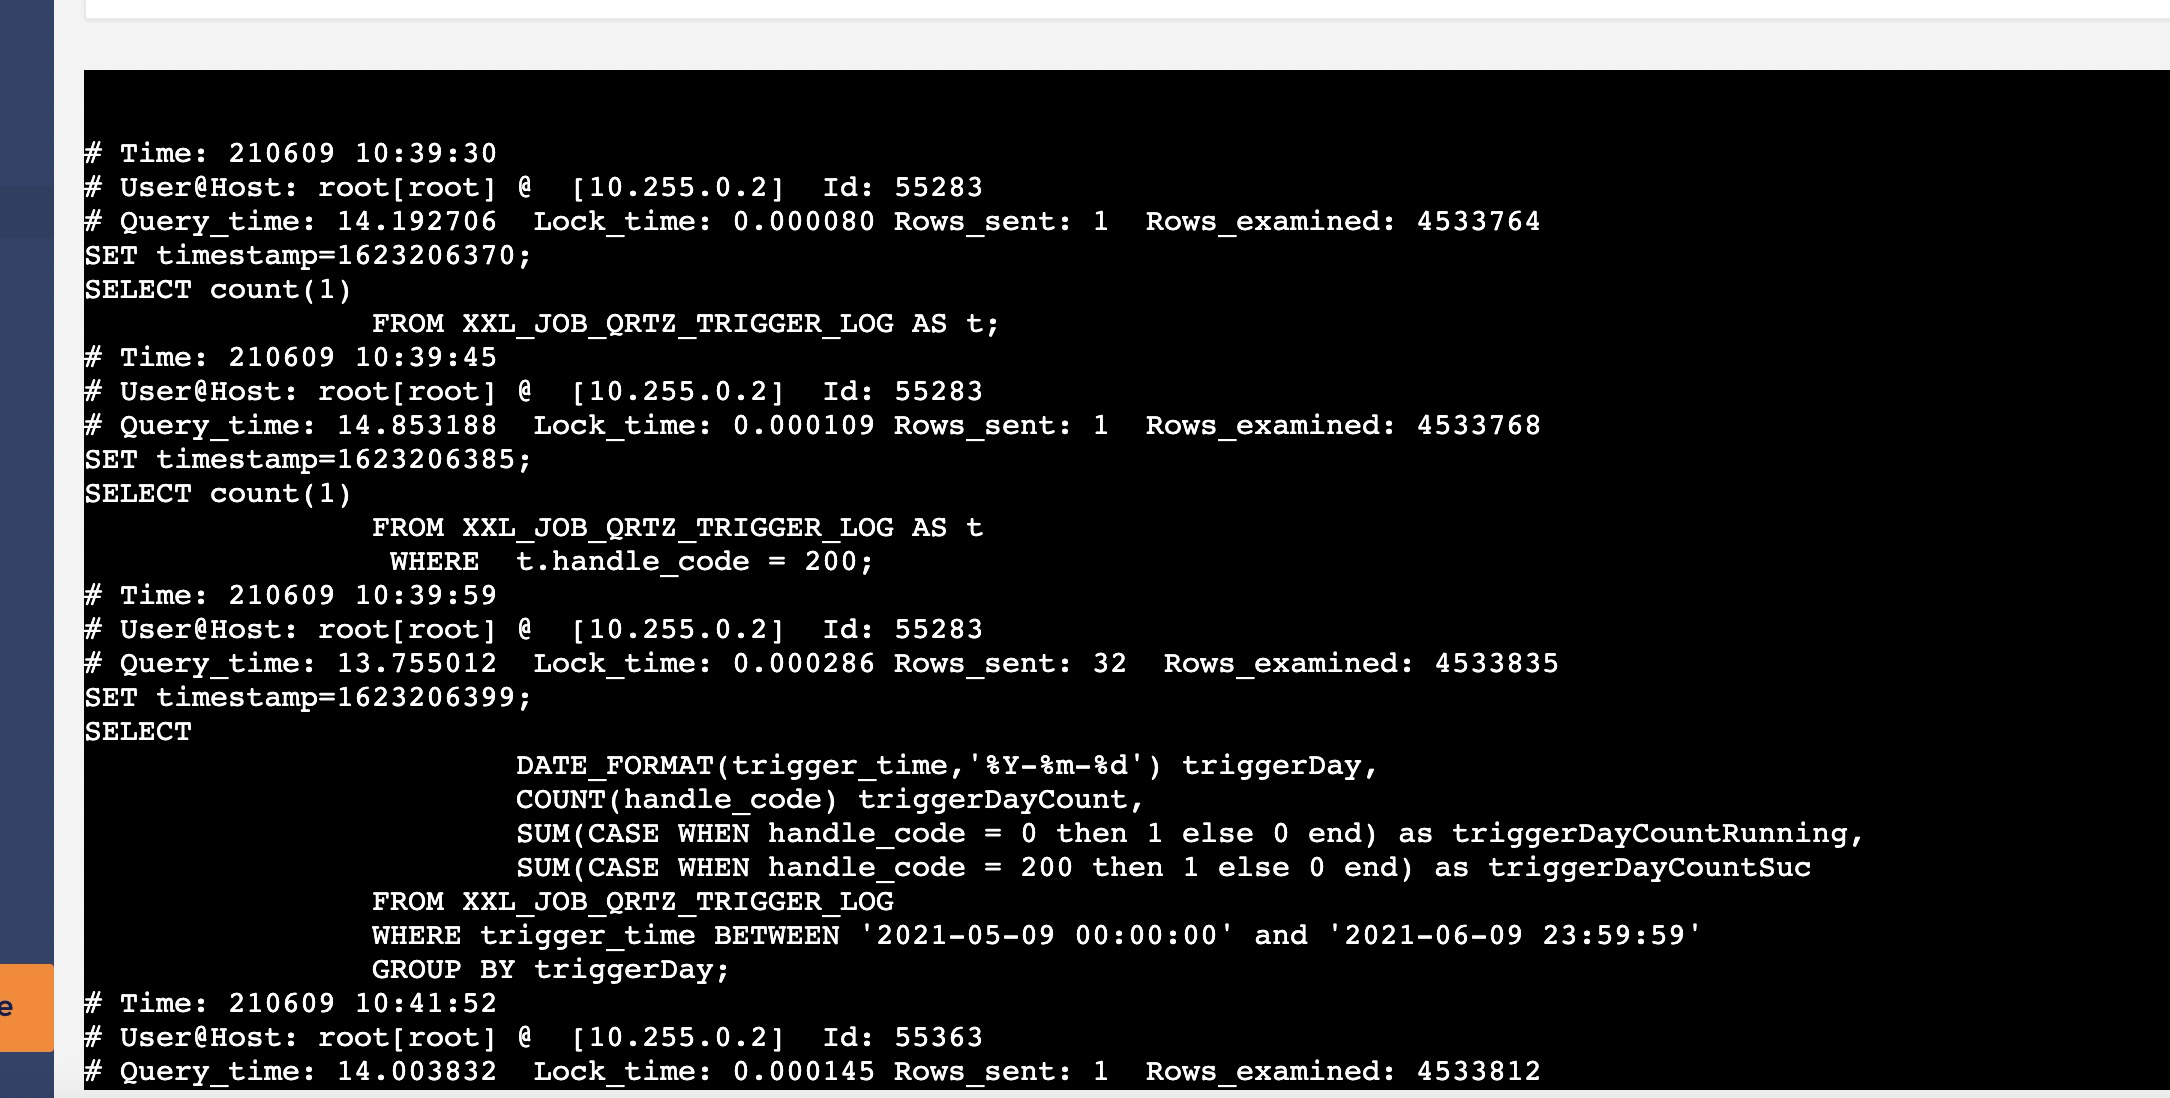 # Time: 210609 10:39:30
# User@Host: root[root] @  [10.255.0.2]  Id: 55283
# Query_time: 14.192706  Lock_time: 0.000080 Rows_sent: 1  Rows_examined: 4533764
SET timestamp=1623206370;
SELECT count(1)
                FROM XXL_JOB_QRTZ_TRIGGER_LOG AS t;
# Time: 210609 10:39:45
# User@Host: root[root] @  [10.255.0.2]  Id: 55283
# Query_time: 14.853188  Lock_time: 0.000109 Rows_sent: 1  Rows_examined: 4533768
SET timestamp=1623206385;
SELECT count(1)
                FROM XXL_JOB_QRTZ_TRIGGER_LOG AS t
                 WHERE  t.handle_code = 200;
# Time: 210609 10:39:59
# User@Host: root[root] @  [10.255.0.2]  Id: 55283
# Query_time: 13.755012  Lock_time: 0.000286 Rows_sent: 32  Rows_examined: 4533835
SET timestamp=1623206399;
SELECT
                        DATE_FORMAT(trigger_time,'%Y-%m-%d') triggerDay,
                        COUNT(handle_code) triggerDayCount,
                        SUM(CASE WHEN handle_code = 0 then 1 else 0 end) as triggerDayCountRunning,
                        SUM(CASE WHEN handle_code = 200 then 1 else 0 end) as triggerDayCountSuc
                FROM XXL_JOB_QRTZ_TRIGGER_LOG
                WHERE trigger_time BETWEEN '2021-05-09 00:00:00' and '2021-06-09 23:59:59'
                GROUP BY triggerDay;
e
# Time: 210609 10:41:52
# User@Host: root[root] @  [10.255.0.2]  Id: 55363
# Query_time: 14.003832  Lock_time: 0.000145 Rows_sent: 1  Rows_examined: 4533812